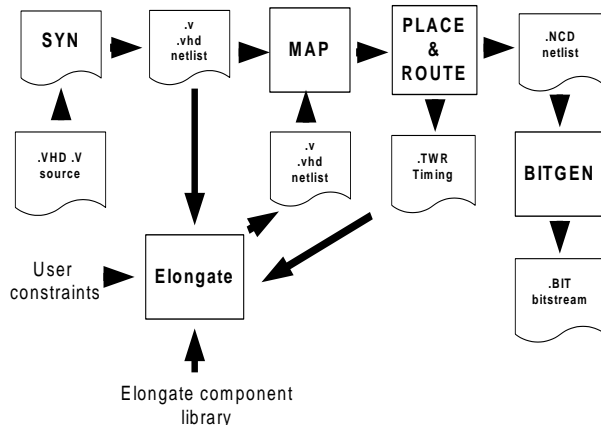 SYN
.v
.vhd
netlist
MAP
PLACE
&
ROUTE
.NCD
netlist
.VHD .V
source
.v
.vhd
netlist
.TWR
Timing
BITGEN
User
constraints
Elongate
.BIT
bitstream
Elongate component
library